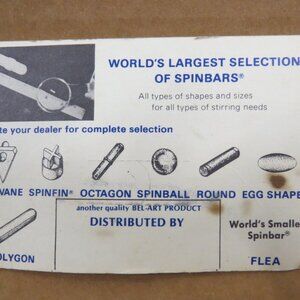 WORLD'S LARGEST SELECTION
OF SPINBARS®
All types of shapes and sizes
for all types of stirring needs
te your dealer for complete selection
VANE SPINFIN® OCTAGON SPINBALL ROUND EGG SHAPE
another quality BEL-ART PRODUCT
DISTRIBUTED BY
World's Smalle
Spinbar®
OLYGON
FLEA